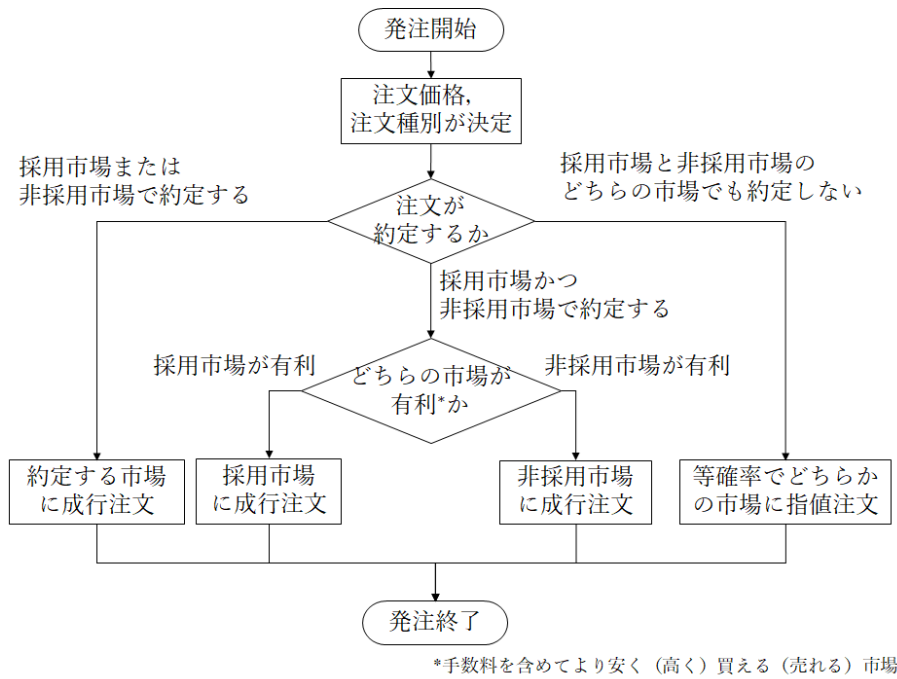 発注開始
注文価格,
注文種別が決定
採用市場または
非採用市場で約定する
採用市場と非採用市場の
どちらの市場でも約定しない
注文が
約定するか
採用市場かつ
非採用市場で約定する
採用市場が有利
非採用市場が有利
どちらの市場が
有利*か
約定する市場
に成行注文
採用市場
に成行注文
非採用市場
に成行注文
等確率でどちらか
の市場に指値注文
発注終了
*手数料を含めてより安く（高く）買える（売れる）市場